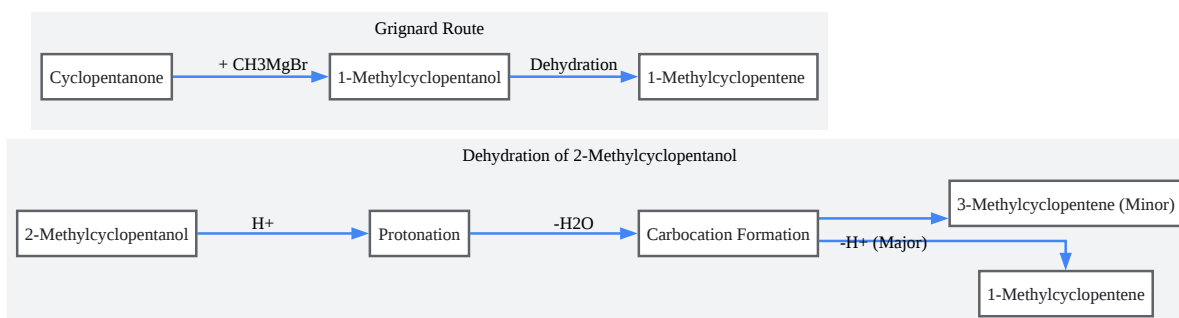 Grignard Route
Cyclopentanone
+ CH3MgBr
1-Methylcyclopentanol
Dehydration
1-Methylcyclopentene
Dehydration of 2-Methylcyclopentanol
2-Methylcyclopentanol
H+
Protonation
-H2O
Carbocation Formation
3-Methylcyclopentene (Minor)
-H+ (Major)
1-Methylcyclopentene